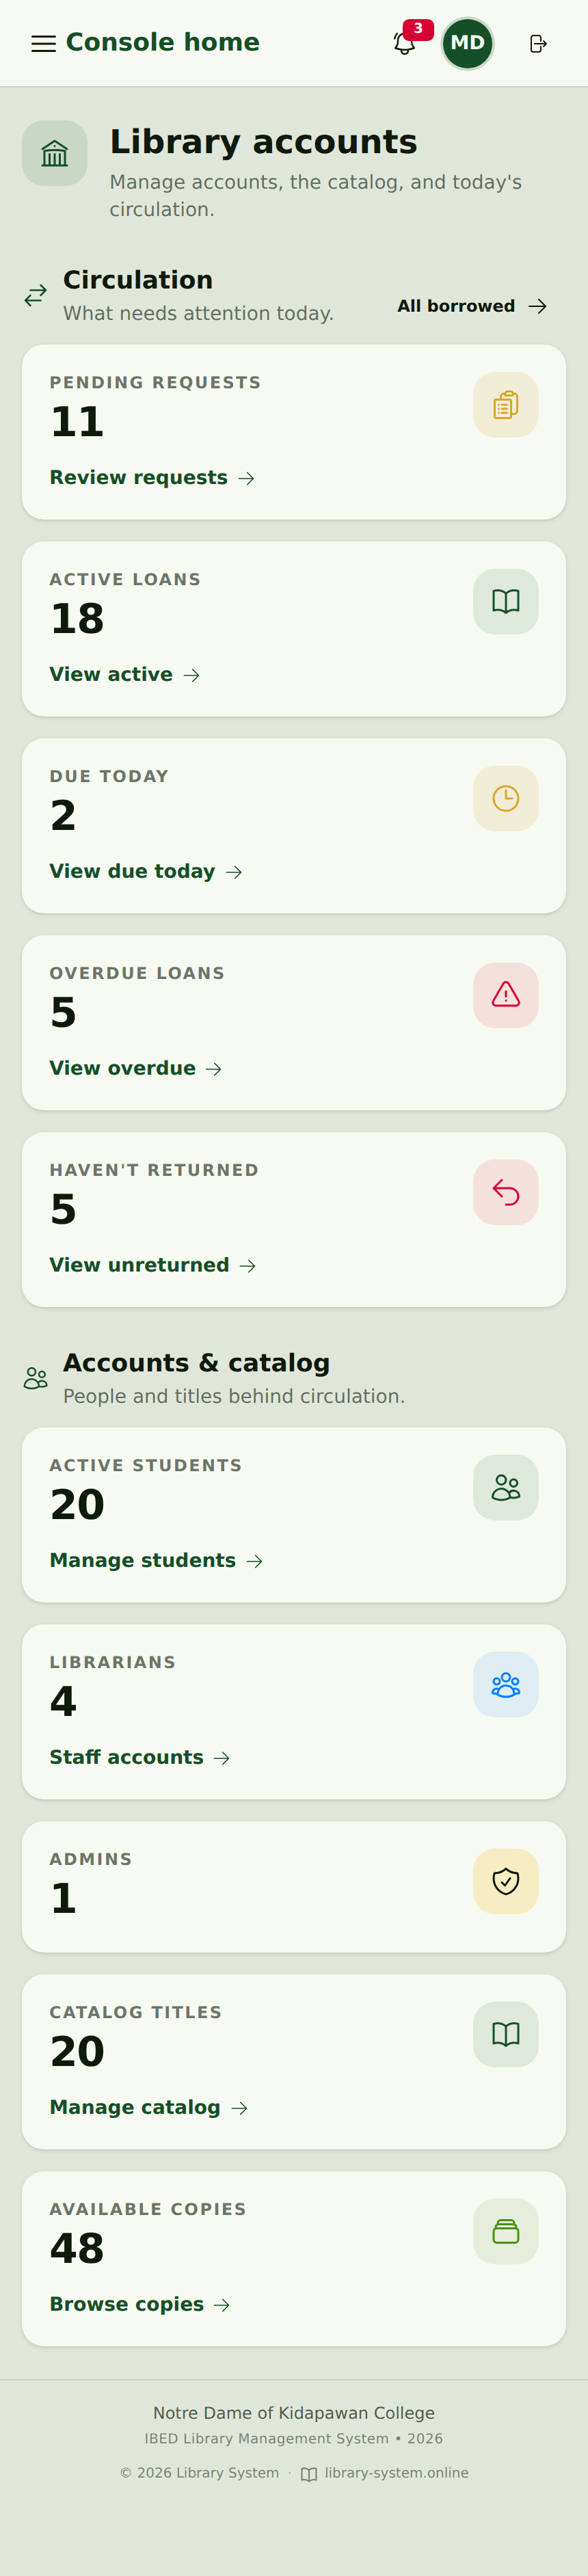 Console home
3
MD
Library accounts
Manage accounts, the catalog, and today's
circulation.
Circulation
What needs attention today.
All borrowed
PENDING REQUESTS
11
Review requests
ACTIVE LOANS
18
View active
DUE TODAY
2
View due today
OVERDUE LOANS
5
View overdue
HAVEN'T RETURNED
5
View unreturned
Accounts & catalog
People and titles behind circulation.
ACTIVE STUDENTS
20
Manage students
LIBRARIANS
4
Staff accounts
ADMINS
1
CATALOG TITLES
20
Manage catalog
AVAILABLE COPIES
48
Browse copies
Notre Dame of Kidapawan College
IBED Library Management System • 2026
© 2026 Library System · library-system.online